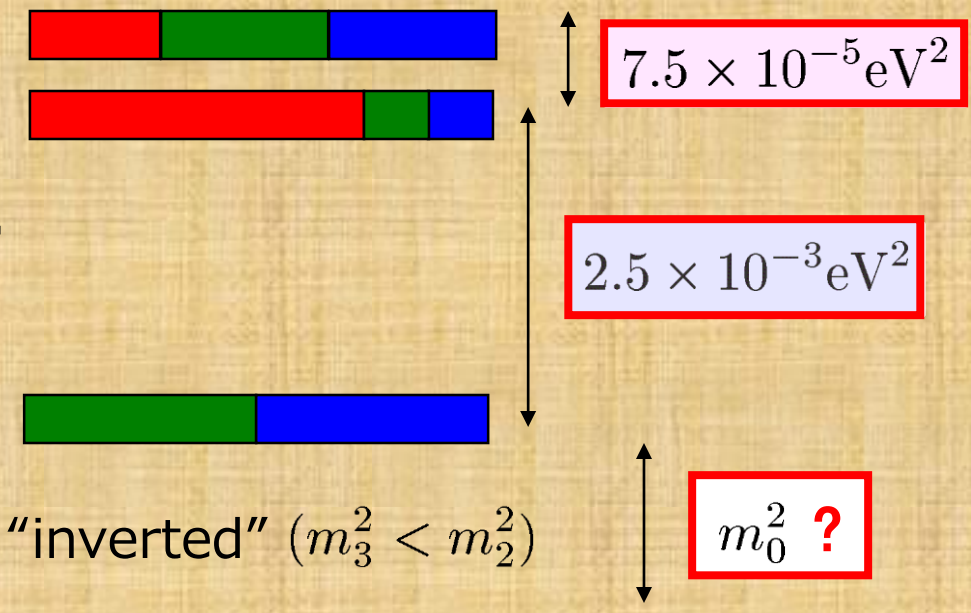 7.5 × 10⁻⁵eV²
2.5 × 10⁻³eV²
“inverted” (m₃² < m₂²)
m₀² ?